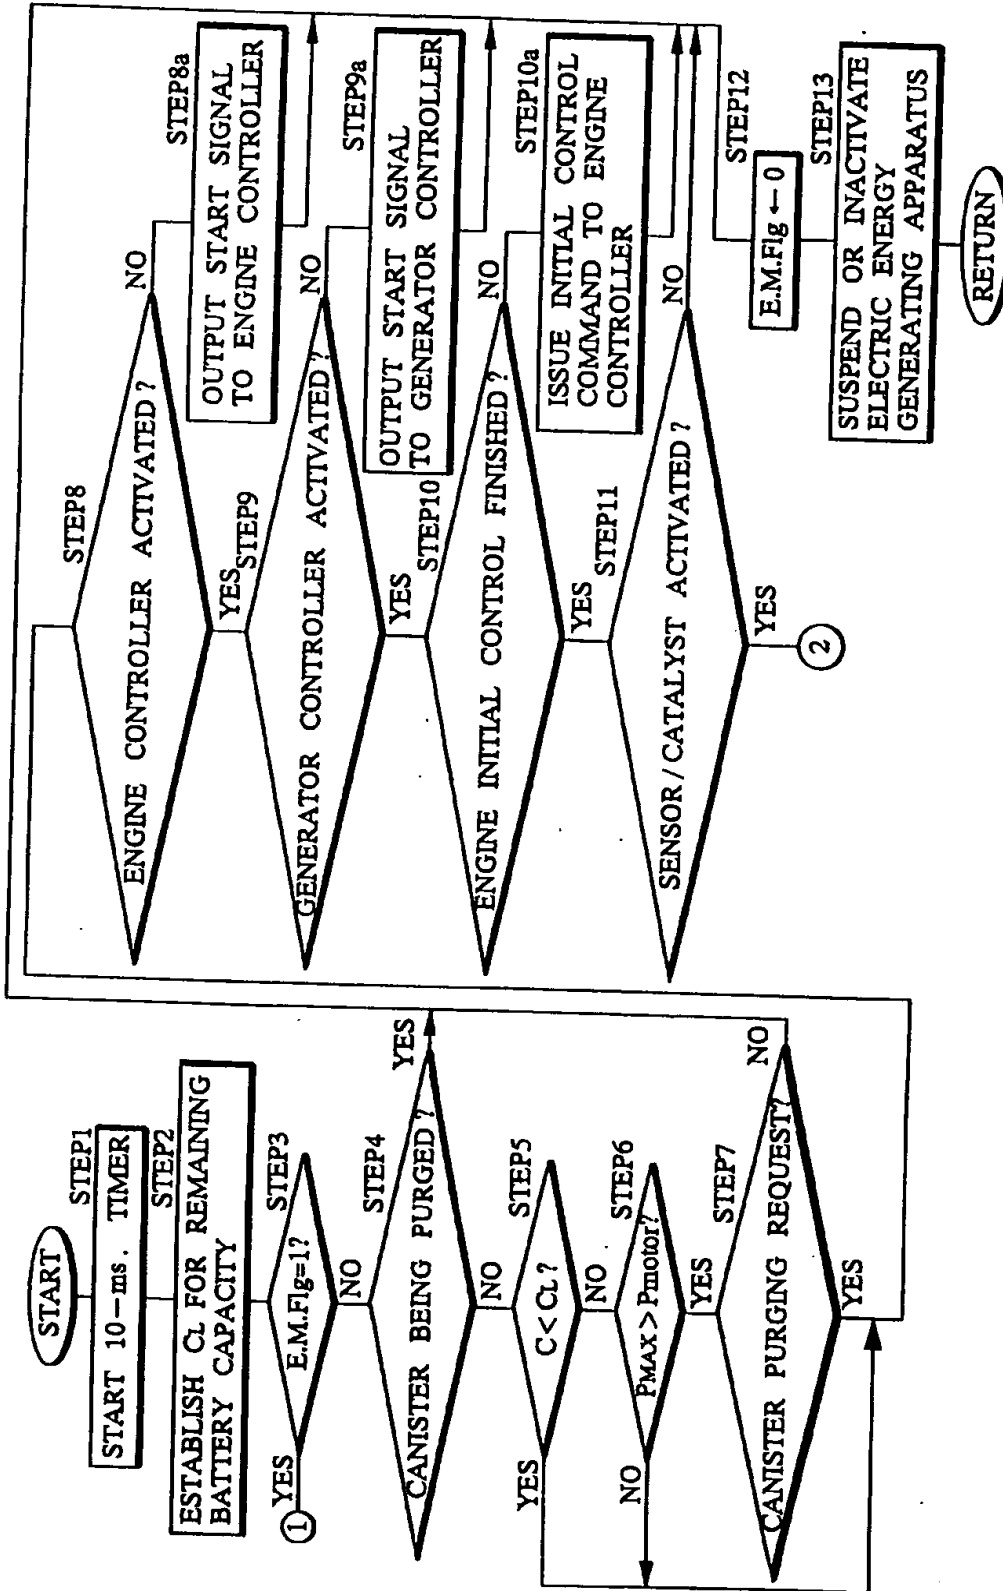 START
STEP1
START 10-ms. TIMER
STEP2
ESTABLISH CL FOR REMAINING
BATTERY CAPACITY
STEP3
E.M.Flg=1?
YES
1
NO
STEP4
CANISTER BEING PURGED?
YES
NO
STEP5
C < CL?
YES
NO
STEP6
PMAX > Pmotor?
NO
YES
STEP7
CANISTER PURGING REQUEST?
NO
YES
STEP8
ENGINE CONTROLLER ACTIVATED?
NO
STEP8a
OUTPUT START SIGNAL
TO ENGINE CONTROLLER
YES
STEP9
GENERATOR CONTROLLER ACTIVATED?
NO
STEP9a
OUTPUT START SIGNAL
TO GENERATOR CONTROLLER
YES
STEP10
ENGINE INITIAL CONTROL FINISHED?
NO
STEP10a
ISSUE INITIAL CONTROL
COMMAND TO ENGINE
CONTROLLER
YES
STEP11
SENSOR/CATALYST ACTIVATED?
NO
YES
2
STEP12
E.M.Flg ← 0
STEP13
SUSPEND OR INACTIVATE
ELECTRIC ENERGY
GENERATING APPARATUS
RETURN